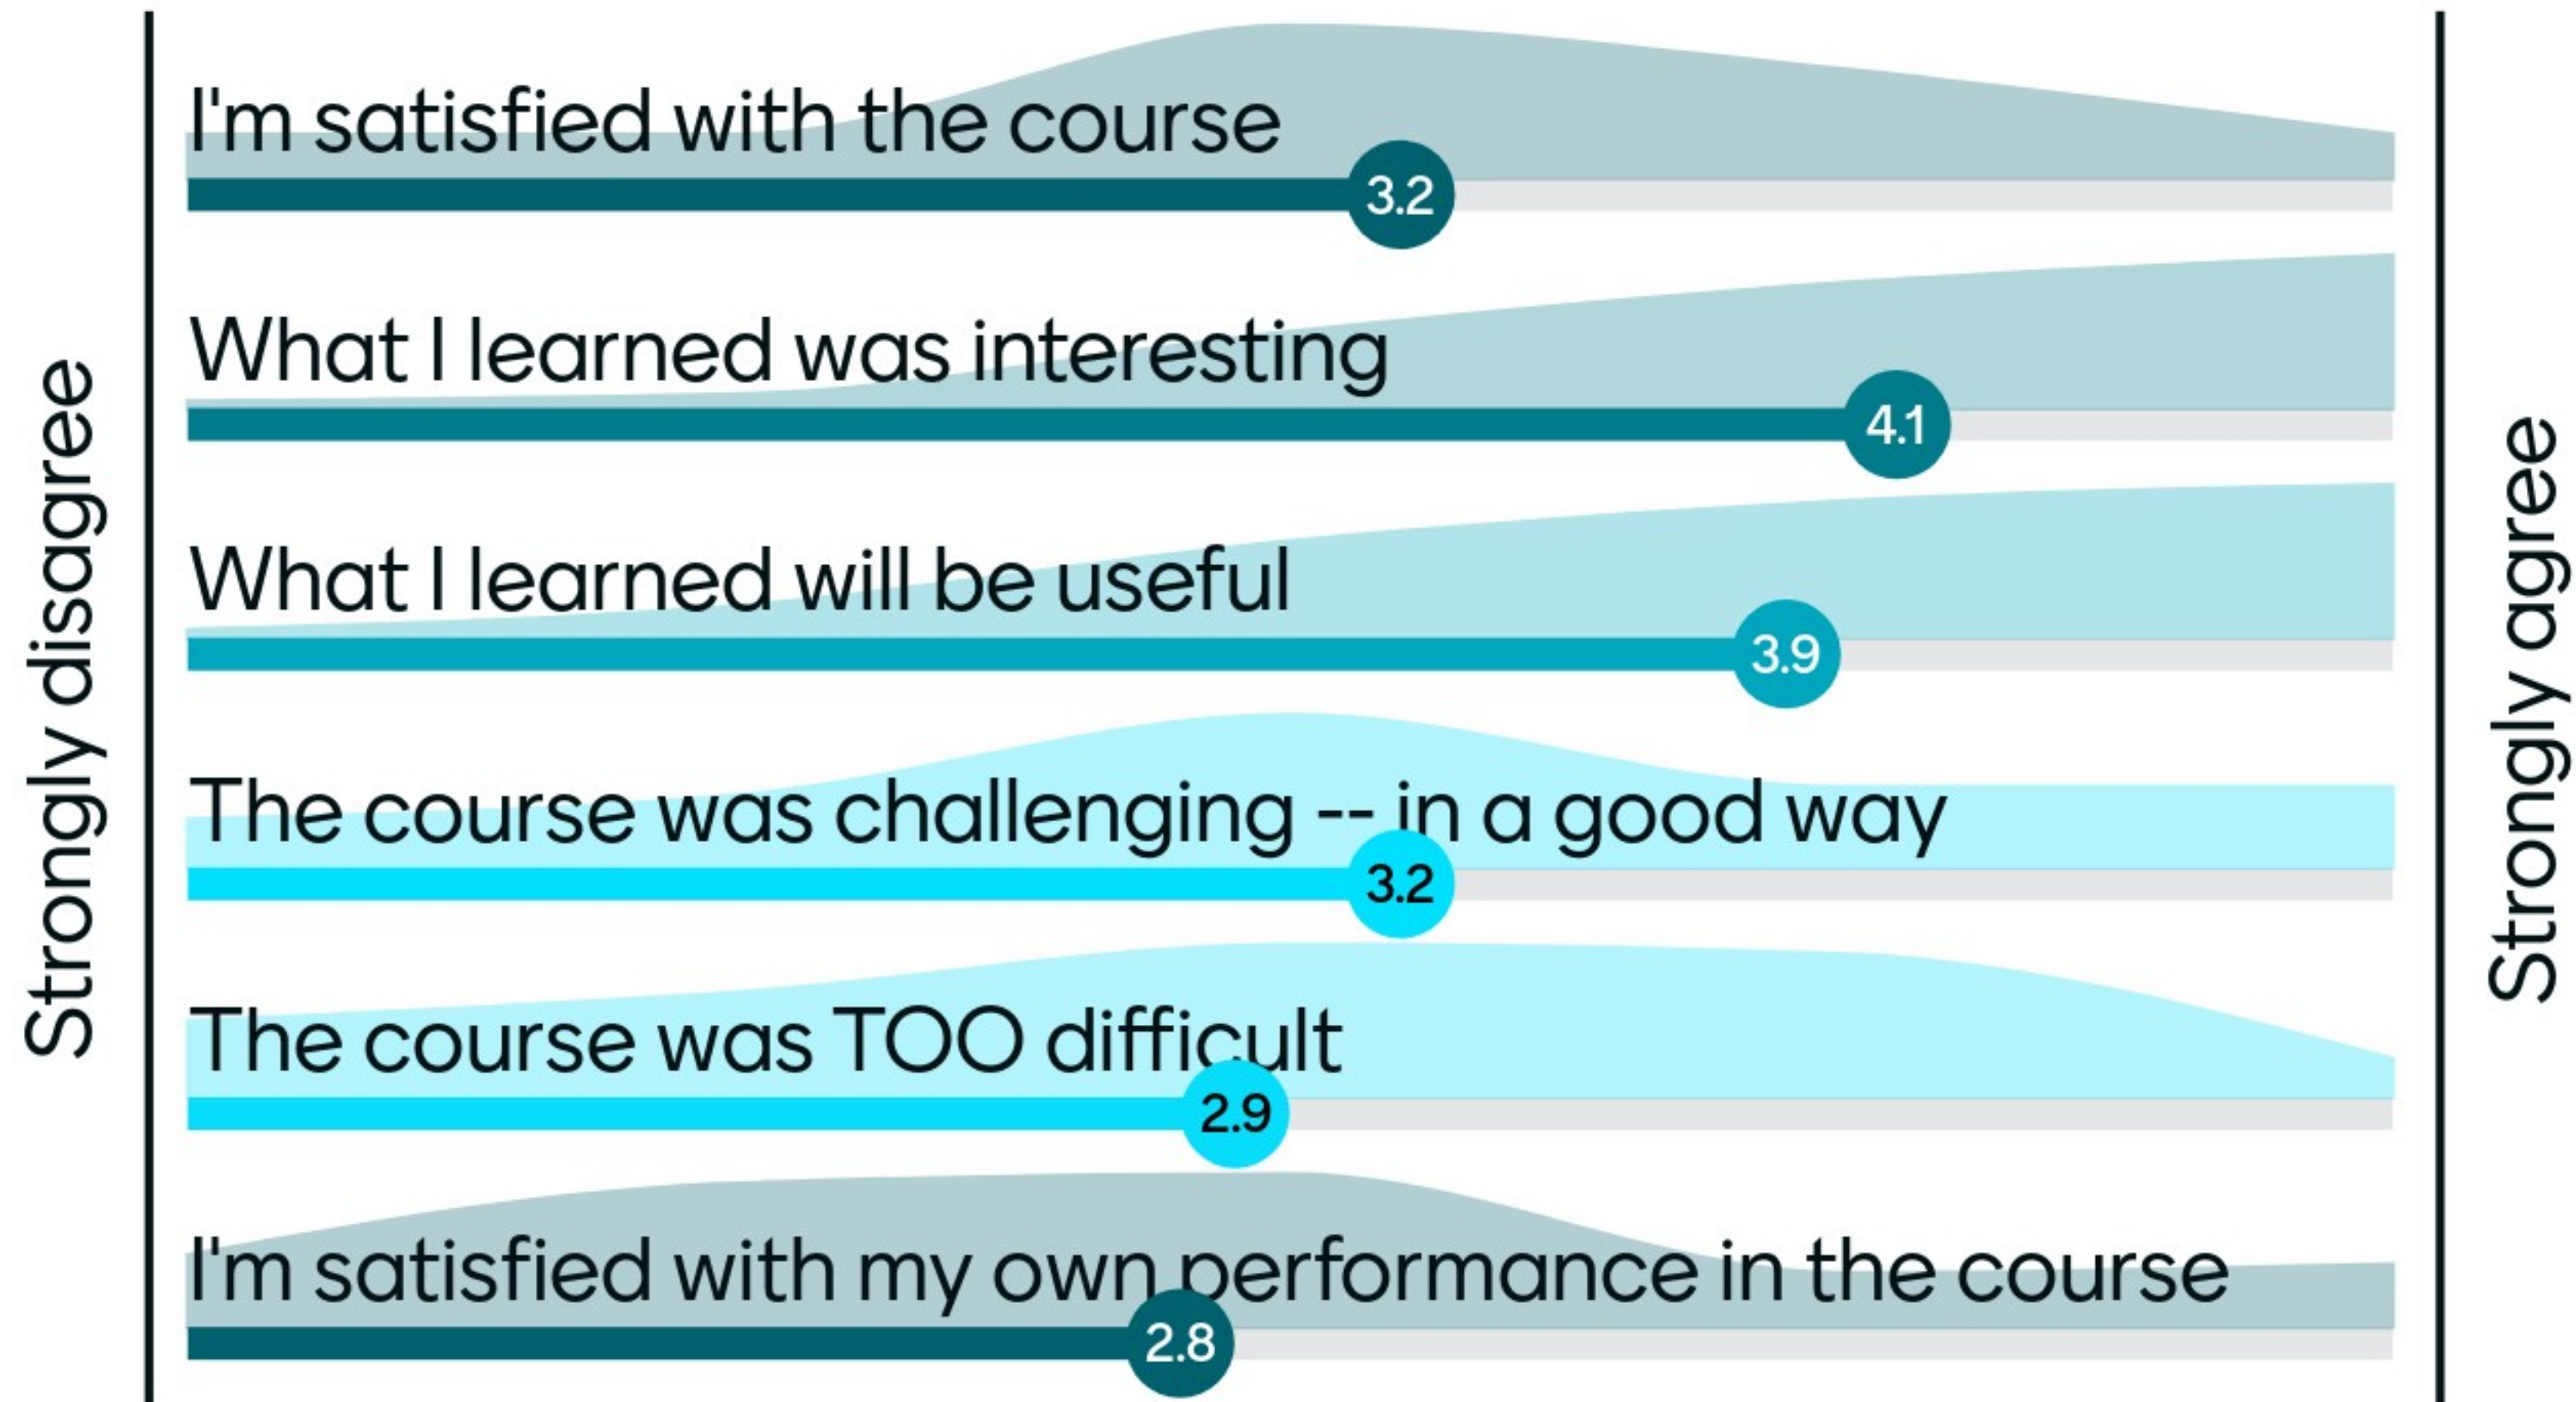 Strongly disagree
I'm satisfied with the course
3.2
What I learned was interesting
4.1
What I learned will be useful
3.9
The course was challenging -- in a good way
3.2
The course was TOO difficult
2.9
I'm satisfied with my own performance in the course
2.8
Strongly agree